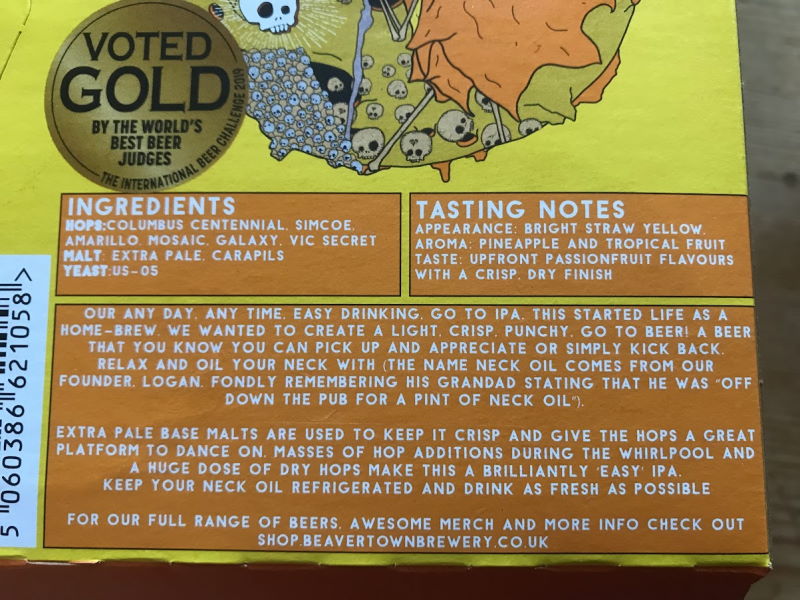 VOTED
GOLD
BY THE WORLD'S
BEST BEER
JUDGES
THE INTERNATIONAL BEER CHALLENGE 2019
INGREDIENTS
HOPS:COLUMBUS CENTENNIAL, SIMCOE,
AMARILLO, MOSAIC, GALAXY, VIC SECRET
MALT: EXTRA PALE, CARAPILS
YEAST:US-05
TASTING NOTES
APPEARANCE: BRIGHT STRAW YELLOW,
AROMA: PINEAPPLE AND TROPICAL FRUIT
TASTE: UPFRONT PASSIONFRUIT FLAVOURS
WITH A CRISP, DRY FINISH
OUR ANY DAY, ANY TIME, EASY DRINKING, GO TO IPA. THIS STARTED LIFE AS A
HOME-BREW. WE WANTED TO CREATE A LIGHT, CRISP, PUNCHY, GO TO BEER! A BEER
THAT YOU KNOW YOU CAN PICK UP AND APPRECIATE OR SIMPLY KICK BACK,
RELAX AND OIL YOUR NECK WITH (THE NAME NECK OIL COMES FROM OUR
FOUNDER, LOGAN, FONDLY REMEMBERING HIS GRANDAD STATING THAT HE WAS "OFF
DOWN THE PUB FOR A PINT OF NECK OIL").
EXTRA PALE BASE MALTS ARE USED TO KEEP IT CRISP AND GIVE THE HOPS A GREAT
PLATFORM TO DANCE ON. MASSES OF HOP ADDITIONS DURING THE WHIRLPOOL AND
A HUGE DOSE OF DRY HOPS MAKE THIS A BRILLIANTLY 'EASY' IPA.
KEEP YOUR NECK OIL REFRIGERATED AND DRINK AS FRESH AS POSSIBLE
FOR OUR FULL RANGE OF BEERS, AWESOME MERCH AND MORE INFO CHECK OUT
SHOP.BEAVERTOWNBREWERY.CO.UK
5 060386 621058 >